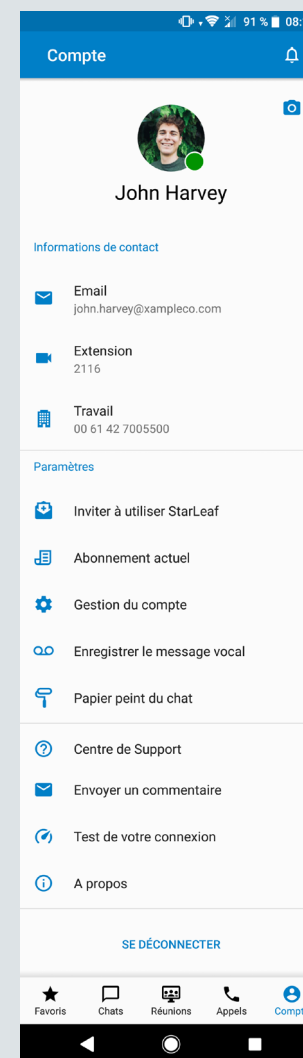 91 % 08:
Compte
John Harvey
Informations de contact
Email
john.harvey@xampleco.com
Extension
2116
Travail
00 61 42 7005500
Paramètres
Inviter à utiliser StarLeaf
Abonnement actuel
Gestion du compte
Enregistrer le message vocal
Papier peint du chat
Centre de Support
Envoyer un commentaire
Test de votre connexion
A propos
SE DÉCONNECTER
Favoris Chats Réunions Appels Compt